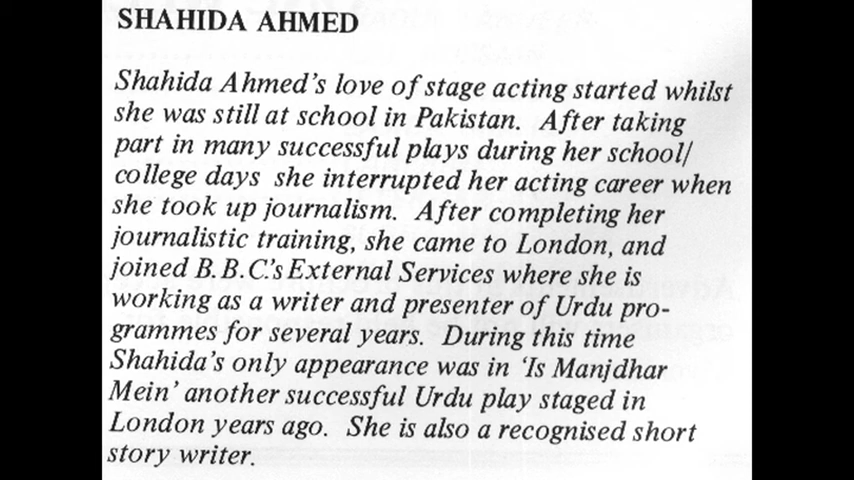 SHAHIDA AHMED
Shahida Ahmed's love of stage acting started whilst
she was still at school in Pakistan. After taking
part in many successful plays during her school/
college days she interrupted her acting career when
she took up journalism. After completing her
journalistic training, she came to London, and
joined B.B.C.'s External Services where she is
working as a writer and presenter of Urdu pro-
grammes for several years. During this time
Shahida's only appearance was in 'Is Manjdhar
Mein' another successful Urdu play staged in
London years ago. She is also a recognised short
story writer.